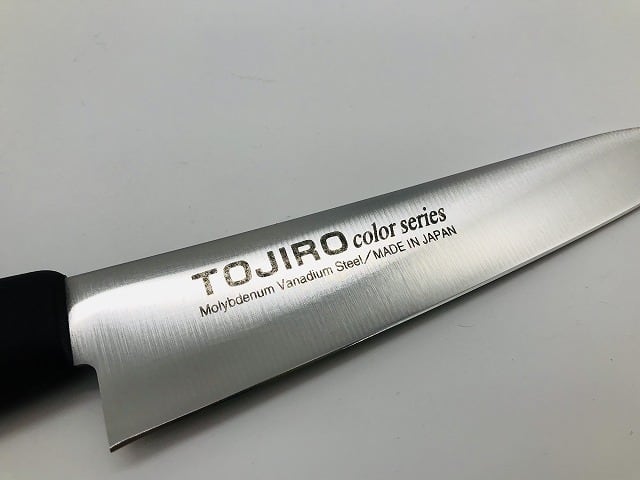 TOJIRO color series
Molybdenum Vanadium Steel/MADE IN JAPAN